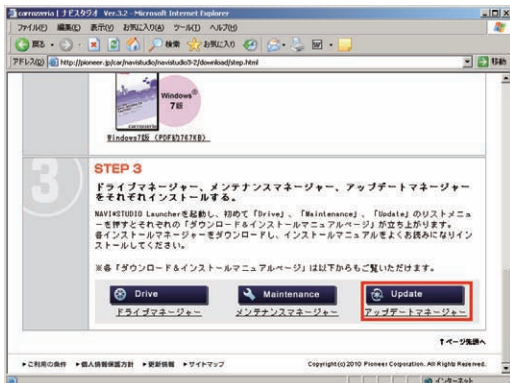 carrozzeria | ナビスタジオ Ver.3.2 - Microsoft Internet Explorer
ファイル(F) 編集(E) 表示(V) お気に入り(A) ツール(T) ヘルプ(H)
戻る 検索 お気に入り
アドレス(D) http://pioneer.jp/car/navistudio/navistudio3-2/download/step.html 移動
Windows®
7版
Windows7版 (PDF約767KB)
3
STEP 3
ドライブマネージャー、メンテナンスマネージャー、アップデートマネージャー
をそれぞれインストールする。
NAVI*STUDIO Launcherを起動し、初めて「Drive」、「Maintenance」、「Update」のリストメニュ
ーを押すとそれぞれの「ダウンロード&インストールマニュアルページ」が立ち上がります。
各インストールマネージャーをダウンロードし、インストールマニュアルをよくお読みになりイン
ストールしてください。
※各「ダウンロード&インストールマニュアルページ」は以下からもご覧いただけます。
Drive Maintenance Update
ドライブマネージャー メンテナンスマネージャー アップデートマネージャー
↑ページ先頭へ
▸ご利用の条件 ▸個人情報保護方針 ▸更新情報 ▸サイトマップ Copyright(c)2010 Pioneer Corporation. All Rights Reserved.
インターネット